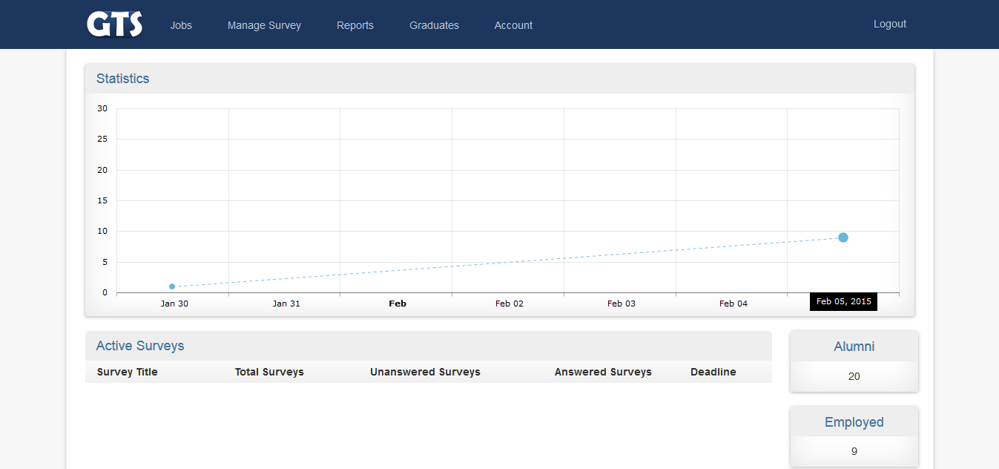 GTS Jobs Manage Survey Reports Graduates Account Logout
Statistics
30
25
20
15
10
5
0
Jan 30 Jan 31 Feb Feb 02 Feb 03 Feb 04 Feb 05, 2015
Active Surveys
Survey Title Total Surveys Unanswered Surveys Answered Surveys Deadline
Alumni
20
Employed
9